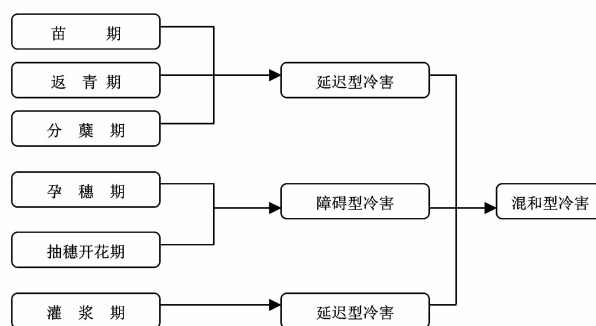 苗 期
返 青 期
分 蘖 期
孕 穗 期
抽穗开花期
灌 浆 期
延迟型冷害
障碍型冷害
延迟型冷害
混和型冷害